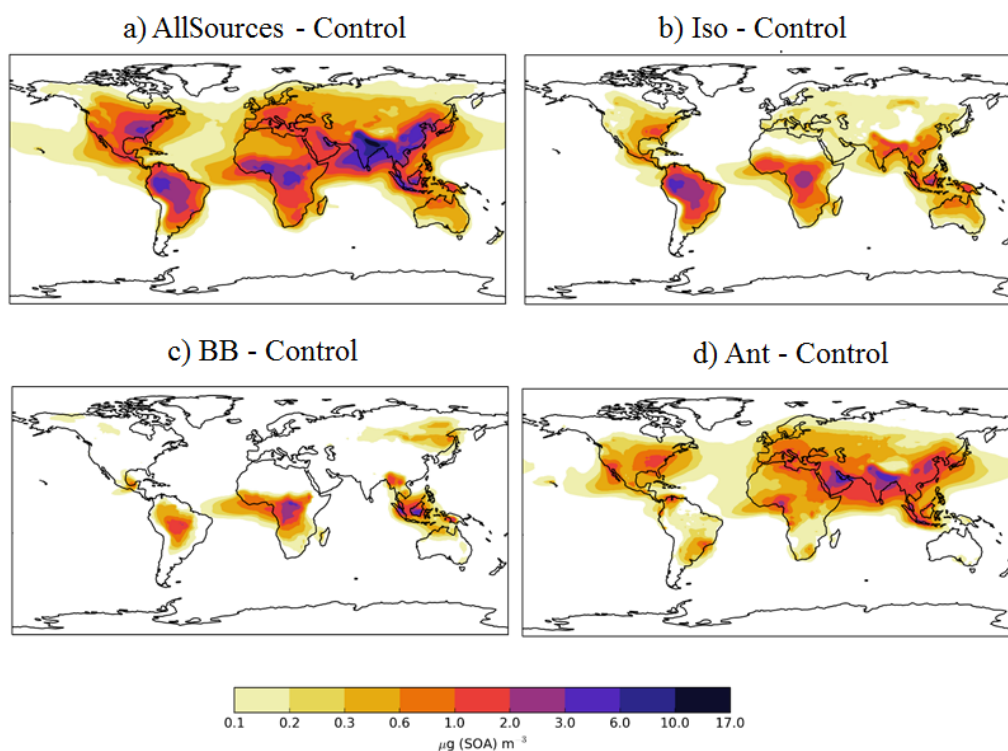 a) AllSources - Control
b) Iso - Control
c) BB - Control
d) Ant - Control
0.1 0.2 0.3 0.6 1.0 2.0 3.0 6.0 10.0 17.0
μg (SOA) m⁻³